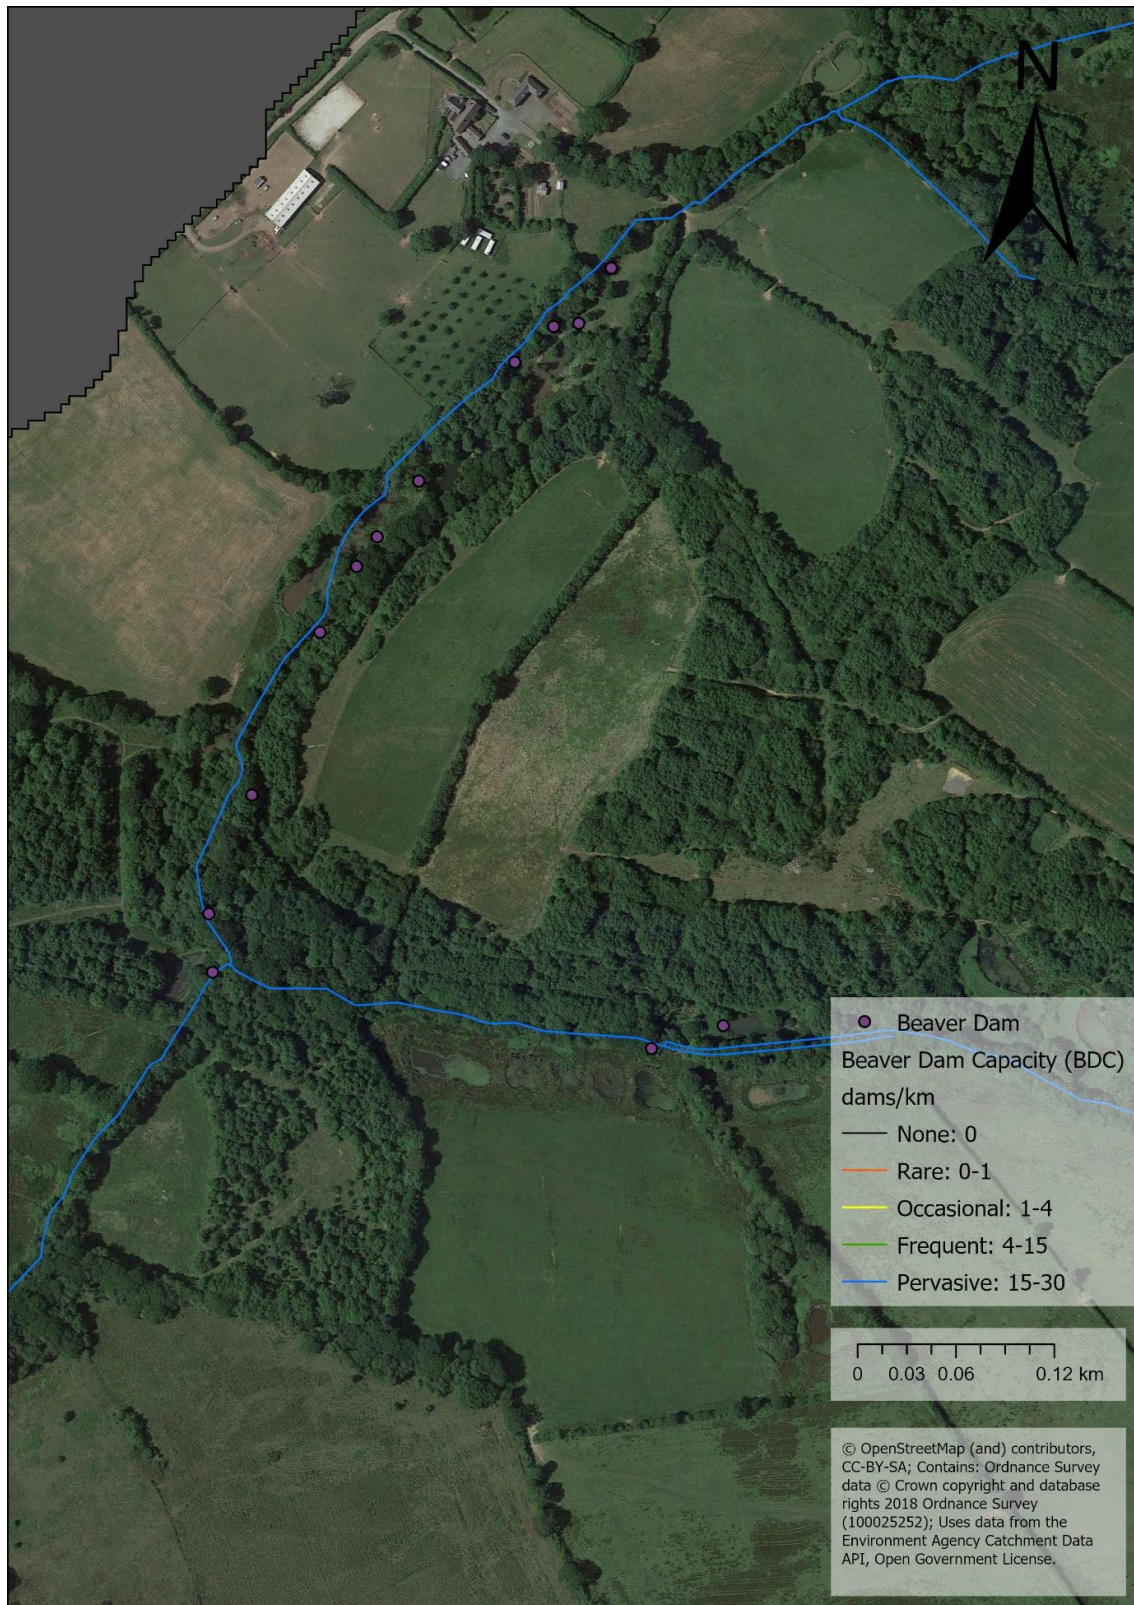 N
Beaver Dam
Beaver Dam Capacity (BDC)
dams/km
None: 0
Rare: 0-1
Occasional: 1-4
Frequent: 4-15
Pervasive: 15-30
0 0.03 0.06 0.12 km
© OpenStreetMap (and) contributors,
CC-BY-SA; Contains: Ordnance Survey
data © Crown copyright and database
rights 2018 Ordnance Survey
(100025252); Uses data from the
Environment Agency Catchment Data
API, Open Government License.